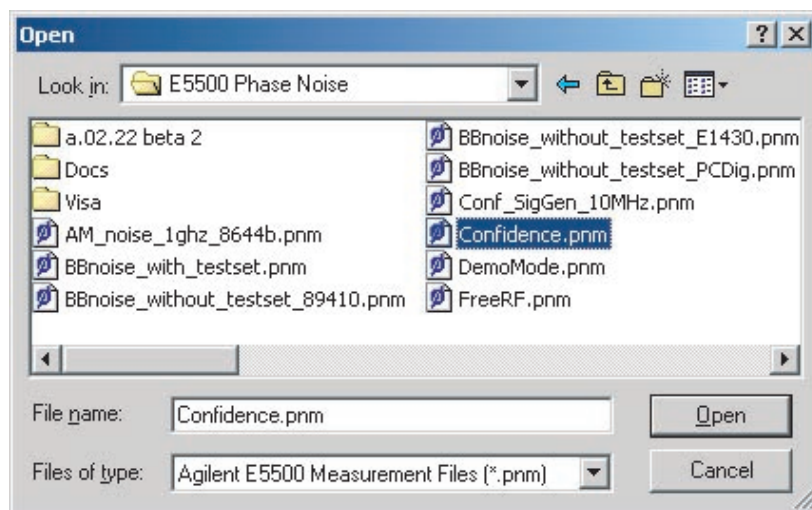 Open
Look in: E5500 Phase Noise
a.02.22 beta 2
Docs
Visa
AM_noise_1ghz_8644b.pnm
BBnoise_with_testset.pnm
BBnoise_without_testset_89410.pnm
BBnoise_without_testset_E1430.pnm
BBnoise_without_testset_PCDig.pnm
Conf_SigGen_10MHz.pnm
Confidence.pnm
DemoMode.pnm
FreeRF.pnm
File name: Confidence.pnm
Open
Files of type: Agilent E5500 Measurement Files (*.pnm)
Cancel